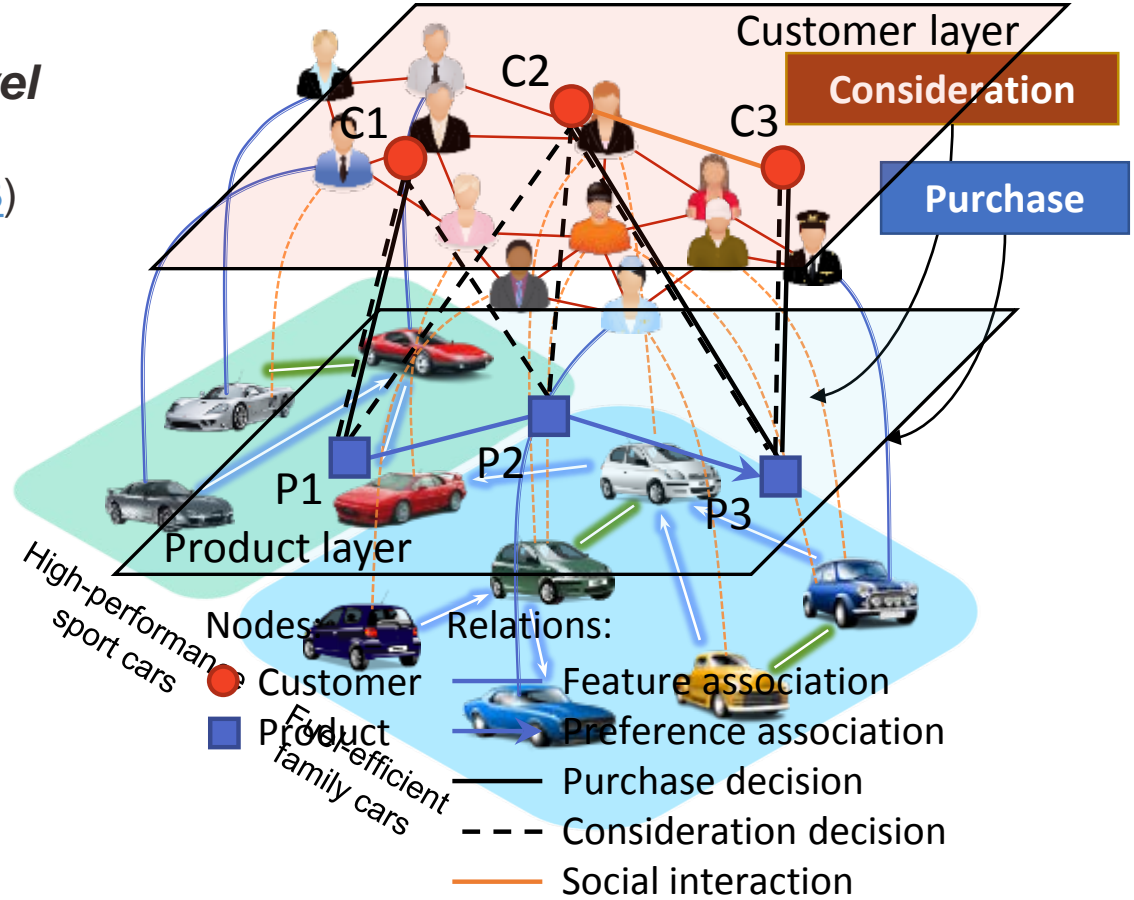 Customer layer
vel
C2
Consideration
C1
C3
)
Purchase
P2
P1
P3
Product layer
High-performance
sport cars
Nodes:
Relations:
Customer
Feature association
Product
Preference association
Fuel-efficient
family cars
Purchase decision
Consideration decision
Social interaction